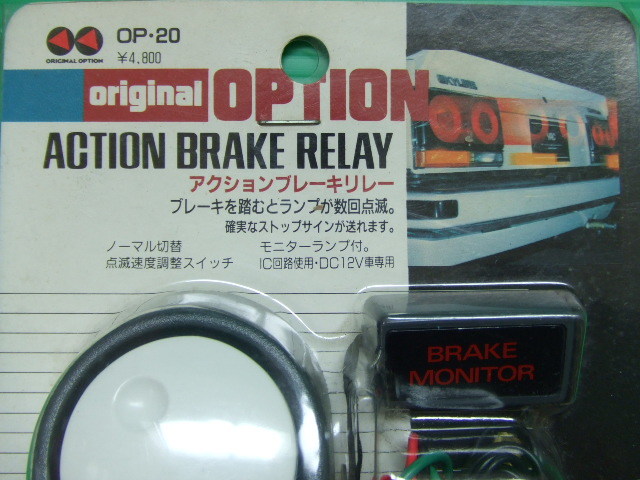 OP・20
ORIGINAL OPTION
¥4,800
original OPTION
ACTION BRAKE RELAY
アクションブレーキリレー
ブレーキを踏むとランプが数回点滅。
確実なストップサインが送れます。
ノーマル切替
点滅速度調整スイッチ
モニターランプ付。
IC回路使用・DC12V車専用
BRAKE
MONITOR